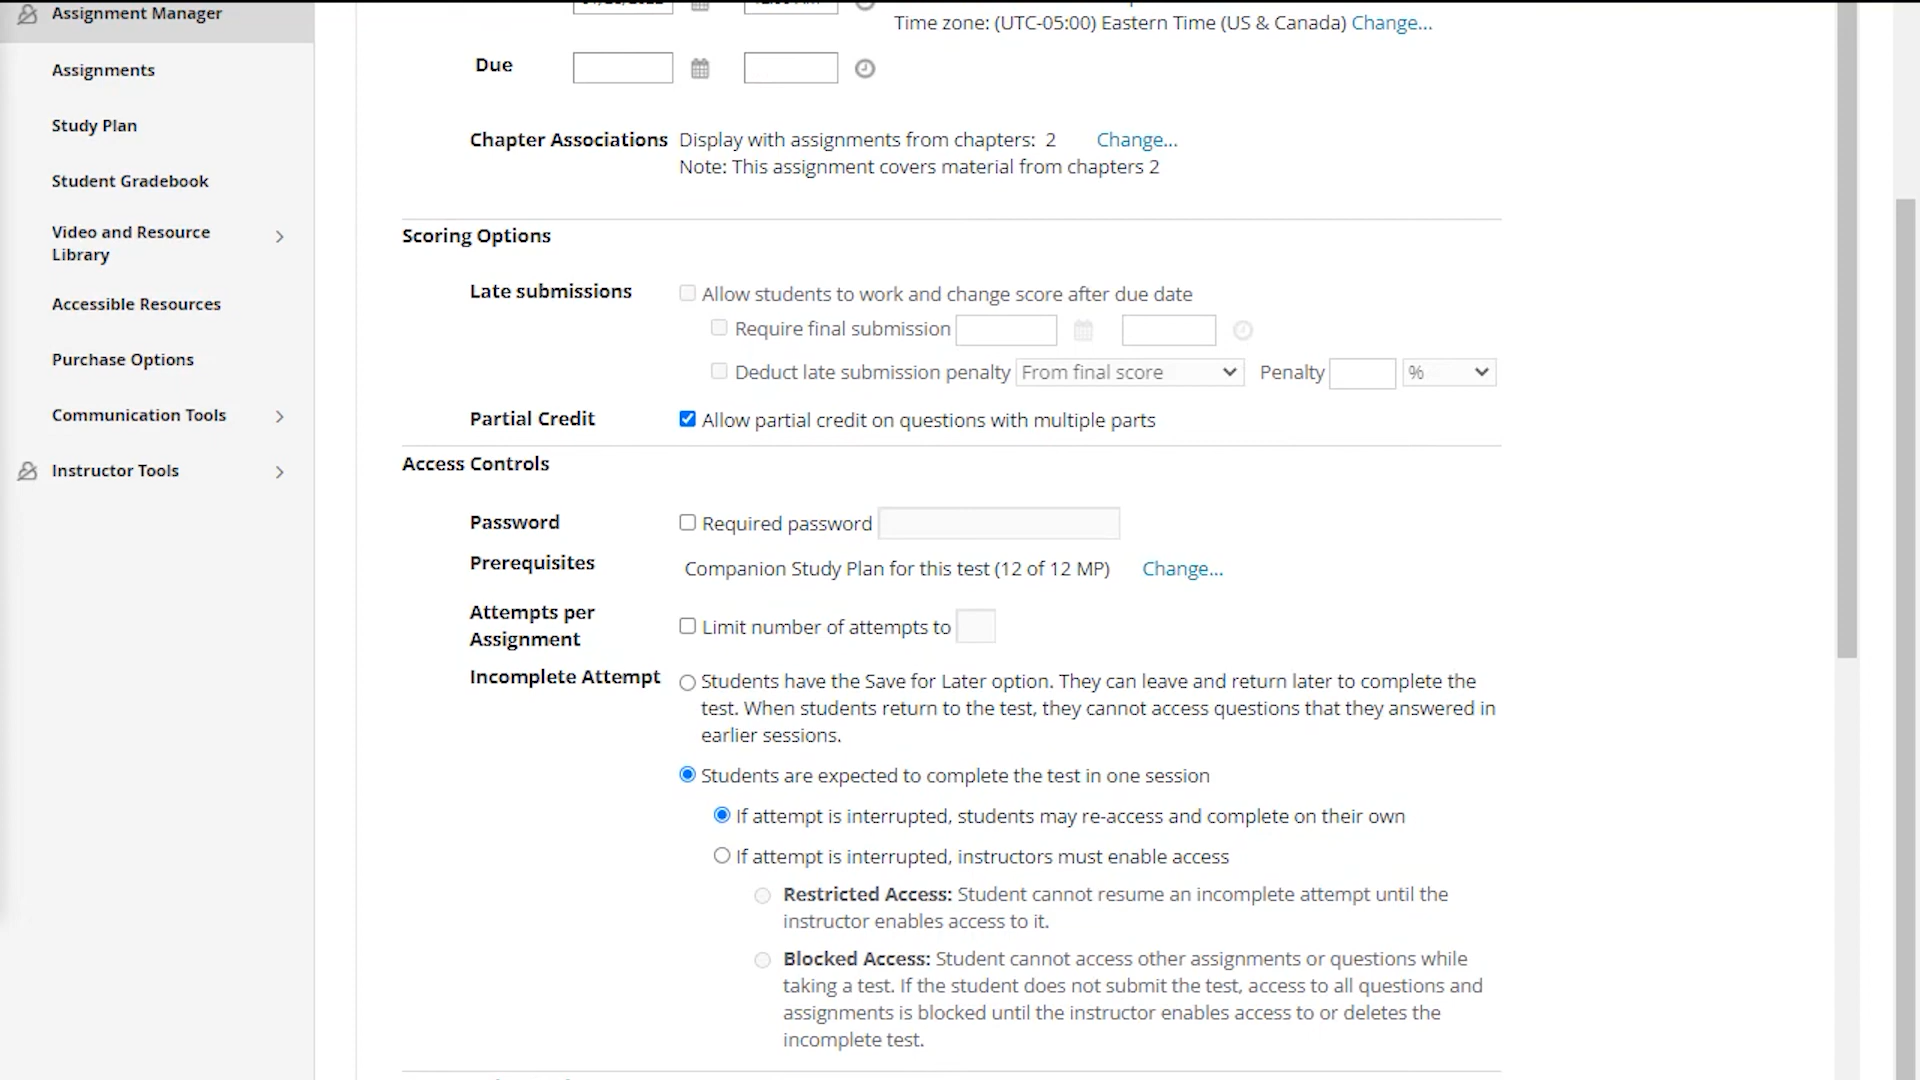 Assignment Manager
Assignments
Study Plan
Student Gradebook
Video and Resource
Library
Accessible Resources
Purchase Options
Communication Tools
Instructor Tools
Time zone: (UTC-05:00) Eastern Time (US & Canada) Change...
Due
Chapter Associations Display with assignments from chapters: 2 Change...
Note: This assignment covers material from chapters 2
Scoring Options
Late submissions Allow students to work and change score after due date
Require final submission
Deduct late submission penalty From final score Penalty %
Partial Credit Allow partial credit on questions with multiple parts
Access Controls
Password Required password
Prerequisites Companion Study Plan for this test (12 of 12 MP) Change...
Attempts per
Assignment Limit number of attempts to
Incomplete Attempt Students have the Save for Later option. They can leave and return later to complete the
test. When students return to the test, they cannot access questions that they answered in
earlier sessions.
Students are expected to complete the test in one session
If attempt is interrupted, students may re-access and complete on their own
If attempt is interrupted, instructors must enable access
Restricted Access: Student cannot resume an incomplete attempt until the
instructor enables access to it.
Blocked Access: Student cannot access other assignments or questions while
taking a test. If the student does not submit the test, access to all questions and
assignments is blocked until the instructor enables access to or deletes the
incomplete test.